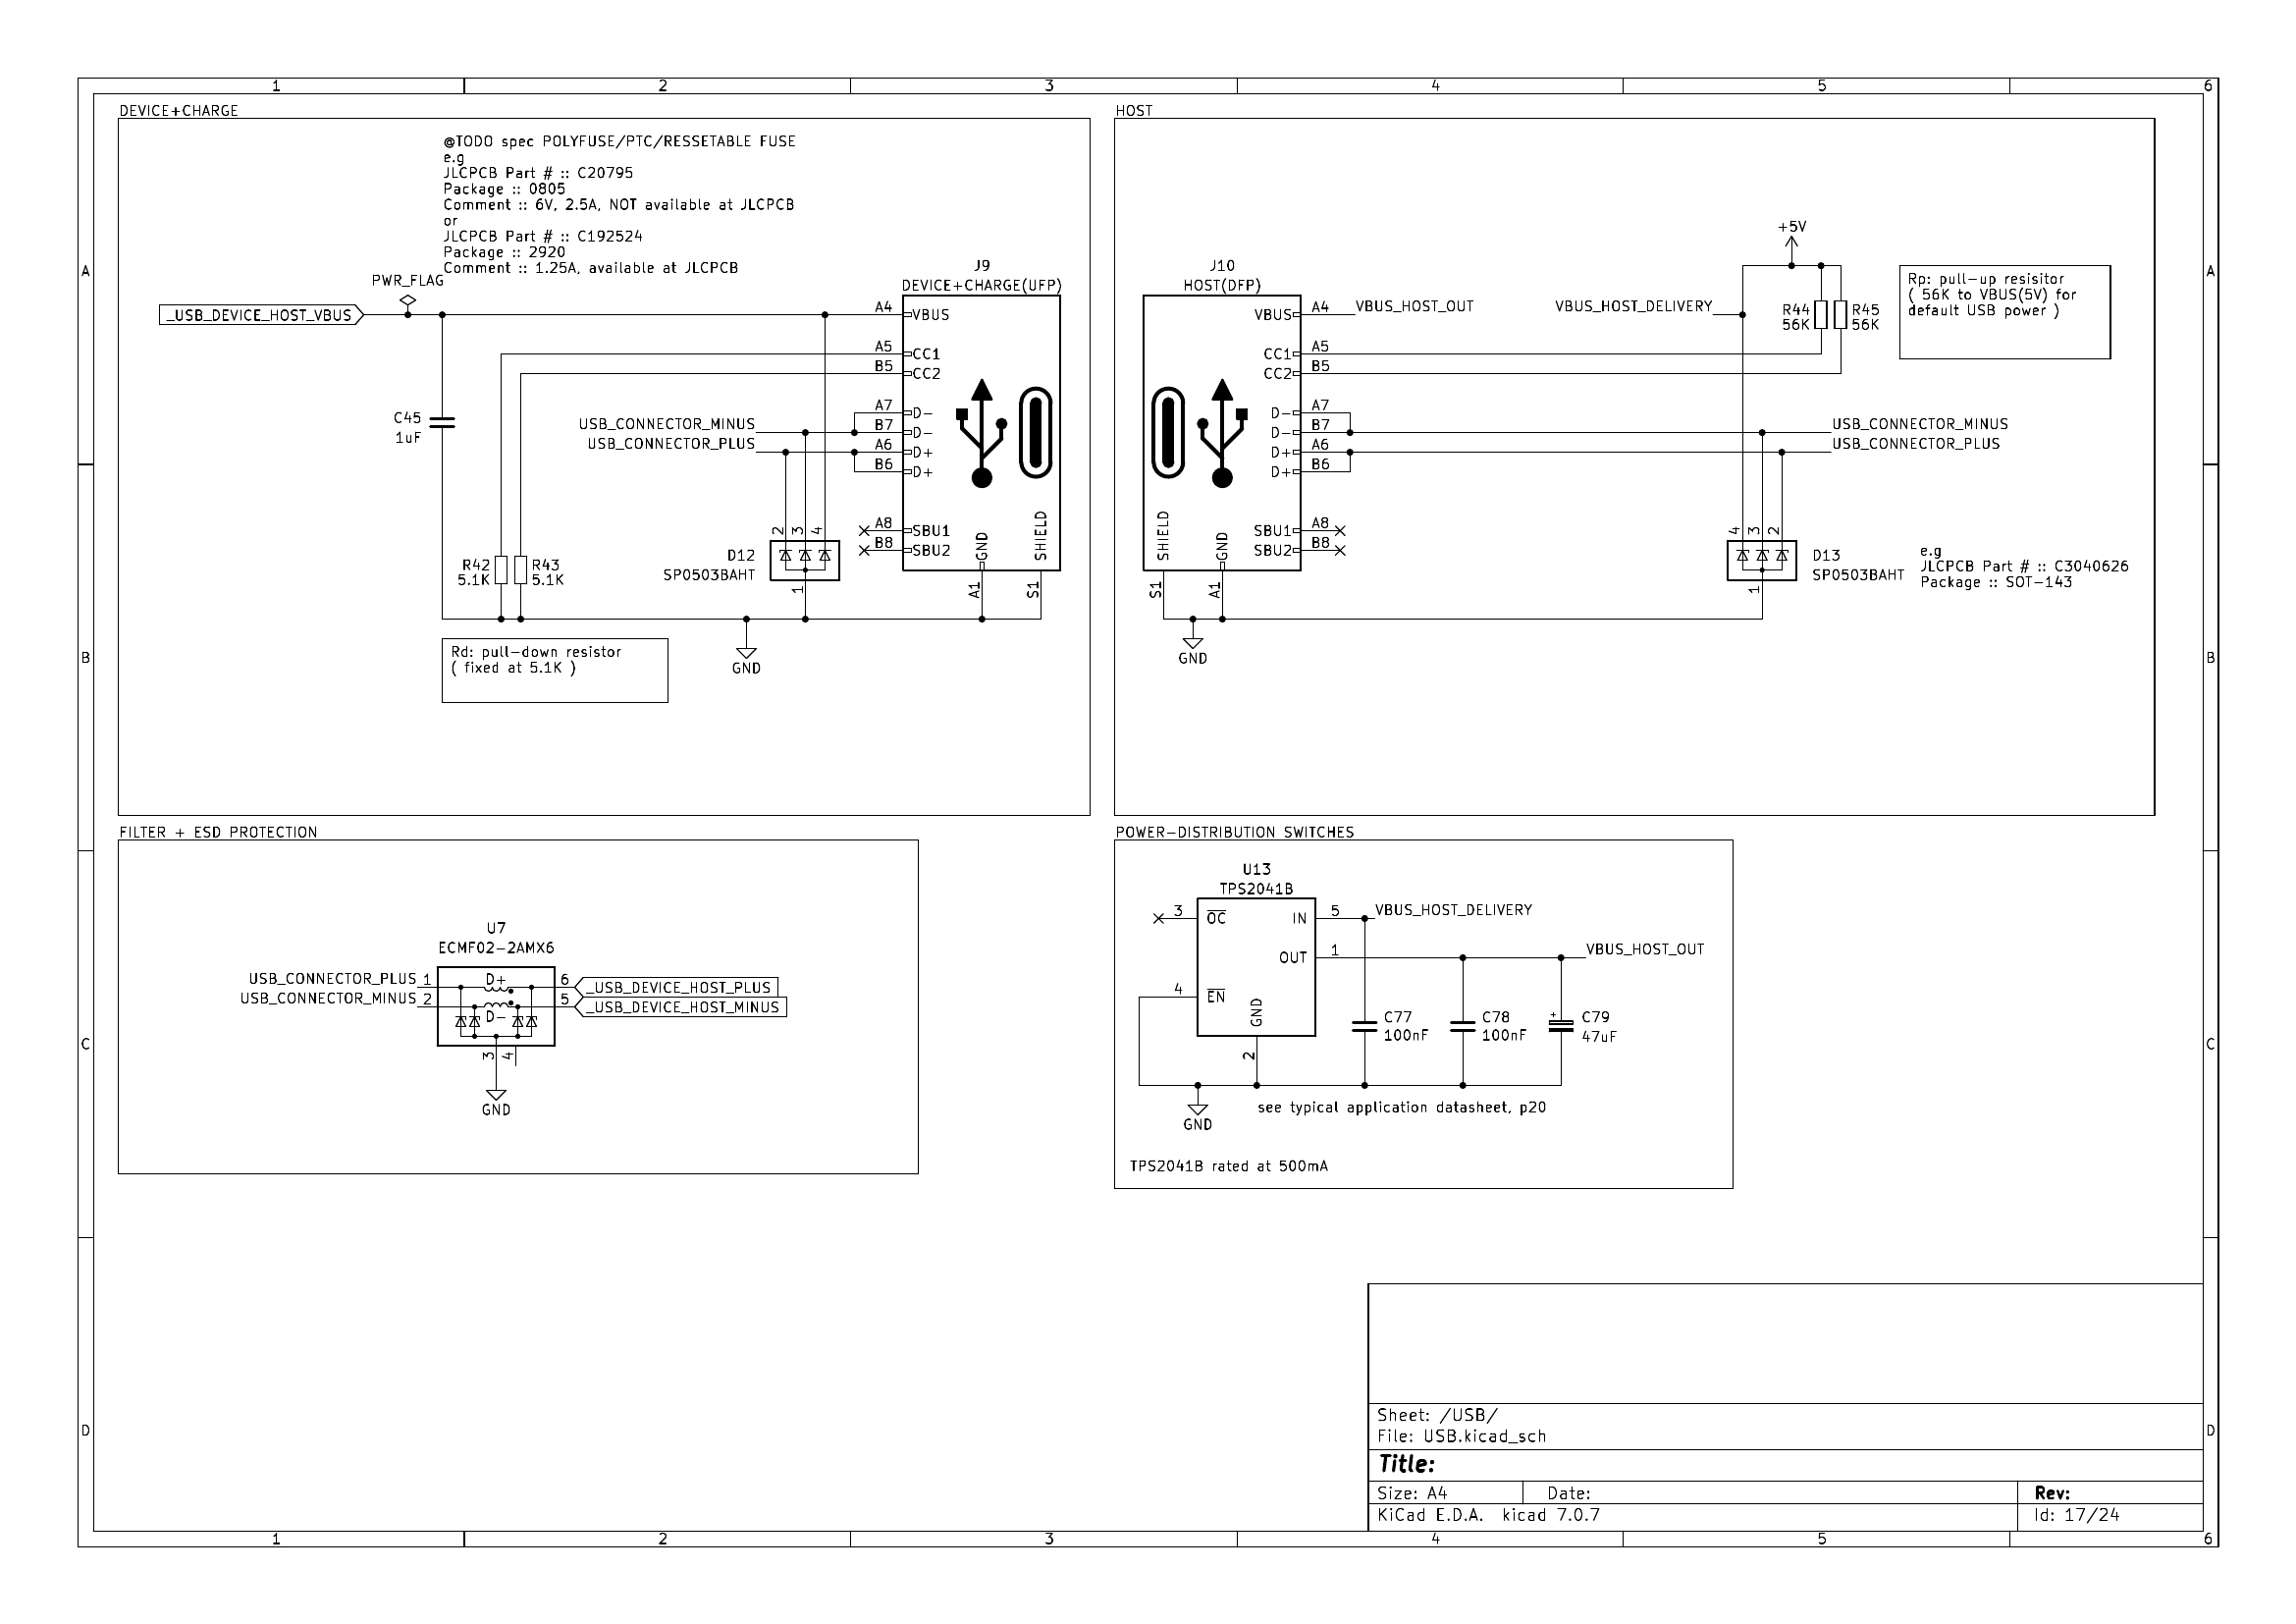 1 2 3 4 5 6
DEVICE+CHARGE
@TODO spec POLYFUSE/PTC/RESSETABLE FUSE
e.g
JLCPCB Part # :: C20795
Package :: 0805
Comment :: 6V, 2.5A, NOT available at JLCPCB
or
JLCPCB Part # :: C192524
Package :: 2920
Comment :: 1.25A, available at JLCPCB
A
PWR_FLAG
_USB_DEVICE_HOST_VBUS
J9
DEVICE+CHARGE(UFP)
A4 VBUS
A5 CC1
B5 CC2
A7 D-
B7 D-
A6 D+
B6 D+
A8 SBU1
B8 SBU2
GND
SHIELD
A1
S1
C45
1uF
USB_CONNECTOR_MINUS
USB_CONNECTOR_PLUS
2 3 4
D12
SP0503BAHT
1
R42
5.1K
R43
5.1K
B
Rd: pull-down resistor
( fixed at 5.1K )
GND
HOST
J10
HOST(DFP)
VBUS A4
CC1 A5
CC2 B5
D- A7
D- B7
D+ A6
D+ B6
SBU1 A8
SBU2 B8
SHIELD
GND
S1
A1
GND
VBUS_HOST_OUT
VBUS_HOST_DELIVERY
+5V
R44
56K
R45
56K
Rp: pull-up resisitor
( 56K to VBUS(5V) for
default USB power )
A
USB_CONNECTOR_MINUS
USB_CONNECTOR_PLUS
4 3 2
D13
SP0503BAHT
1
e.g
JLCPCB Part # :: C3040626
Package :: SOT-143
B
FILTER + ESD PROTECTION
U7
ECMF02-2AMX6
USB_CONNECTOR_PLUS 1
USB_CONNECTOR_MINUS 2
D+
D-
6 _USB_DEVICE_HOST_PLUS
5 _USB_DEVICE_HOST_MINUS
3 4
GND
C
POWER-DISTRIBUTION SWITCHES
U13
TPS2041B
3 OC
IN 5
VBUS_HOST_DELIVERY
OUT 1
VBUS_HOST_OUT
4 EN
GND
2
C77
100nF
C78
100nF
+
C79
47uF
GND
see typical application datasheet, p20
TPS2041B rated at 500mA
C
D
Sheet: /USB/
File: USB.kicad_sch
Title:
Size: A4 Date: Rev:
KiCad E.D.A. kicad 7.0.7 Id: 17/24
D
1 2 3 4 5 6